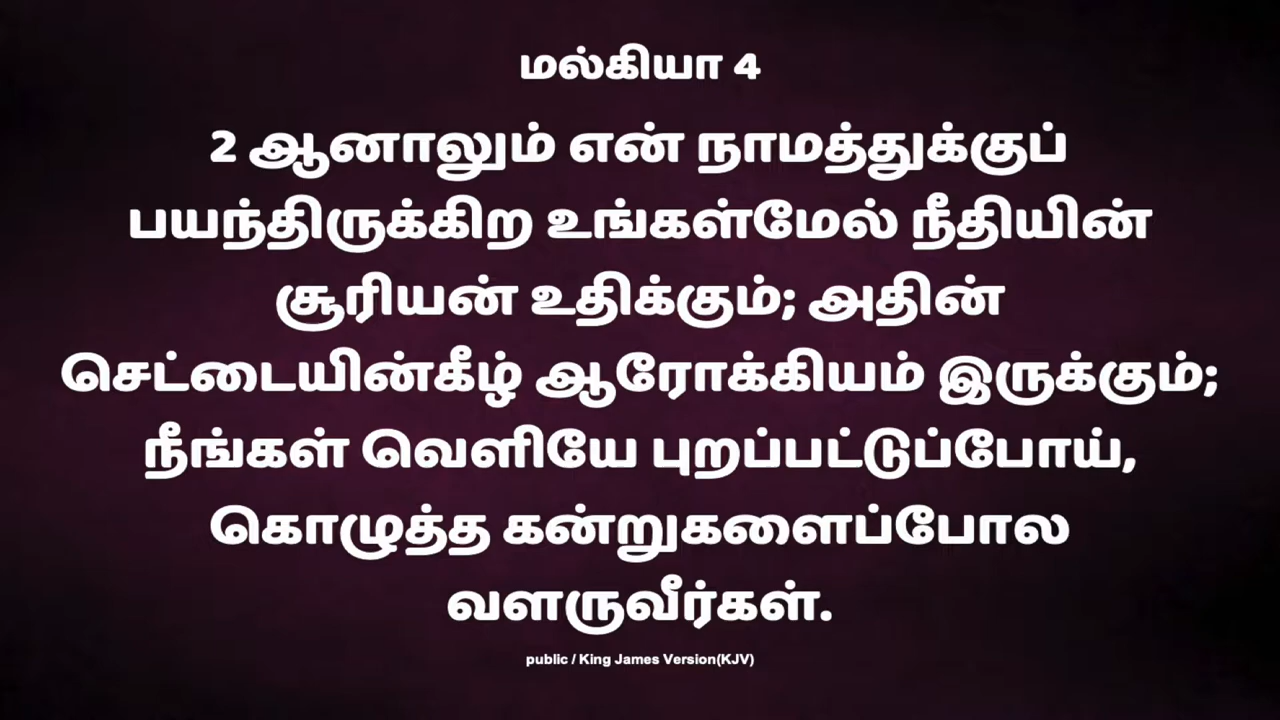 மல்கியா 4
2 ஆனாலும் என் நாமத்துக்குப்
பயந்திருக்கிற உங்கள்மேல் நீதியின்
சூரியன் உதிக்கும்; அதின்
செட்டையின்கீழ் ஆரோக்கியம் இருக்கும்;
நீங்கள் வெளியே புறப்பட்டுப்போய்,
கொழுத்த கன்றுகளைப்போல
வளருவீர்கள்.
public / King James Version(KJV)